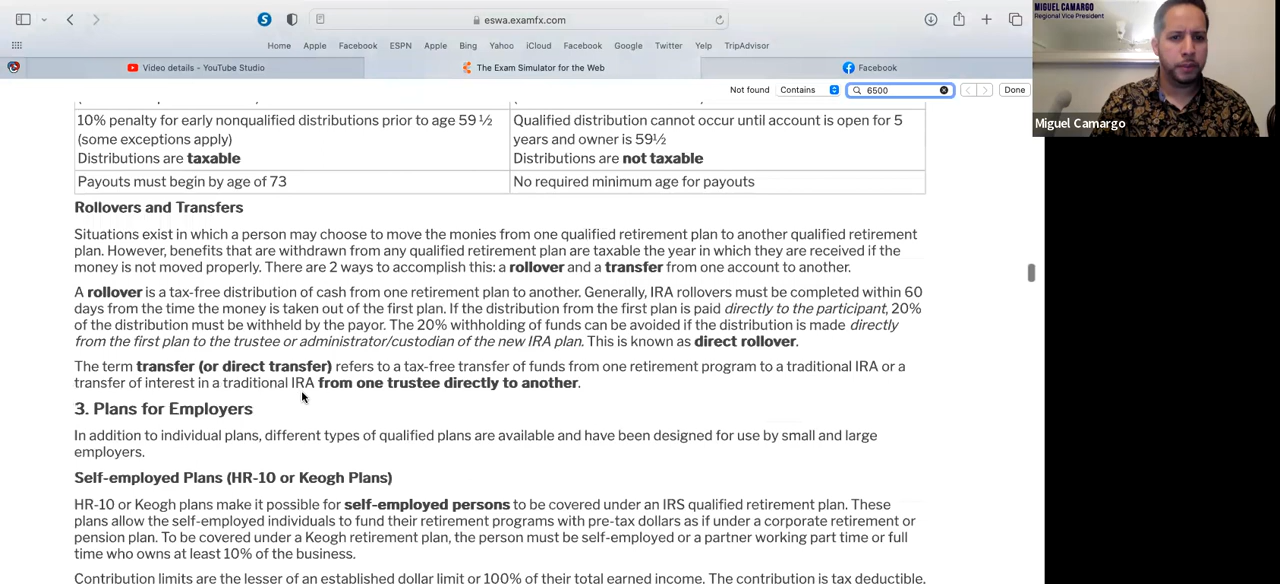 MIGUEL CAMARGO
Regional Vice President
eswa.examfx.com
Home Apple Facebook ESPN Apple Bing Yahoo iCloud Facebook Google Twitter Yelp TripAdvisor
Video details - YouTube Studio
The Exam Simulator for the Web
Facebook
Not found Contains 6500 Done
Miguel Camargo
10% penalty for early nonqualified distributions prior to age 59 ½
(some exceptions apply)
Distributions are taxable
Qualified distribution cannot occur until account is open for 5
years and owner is 59½
Distributions are not taxable
Payouts must begin by age of 73
No required minimum age for payouts
Rollovers and Transfers
Situations exist in which a person may choose to move the monies from one qualified retirement plan to another qualified retirement
plan. However, benefits that are withdrawn from any qualified retirement plan are taxable the year in which they are received if the
money is not moved properly. There are 2 ways to accomplish this: a rollover and a transfer from one account to another.
A rollover is a tax-free distribution of cash from one retirement plan to another. Generally, IRA rollovers must be completed within 60
days from the time the money is taken out of the first plan. If the distribution from the first plan is paid directly to the participant, 20%
of the distribution must be withheld by the payor. The 20% withholding of funds can be avoided if the distribution is made directly
from the first plan to the trustee or administrator/custodian of the new IRA plan. This is known as direct rollover.
The term transfer (or direct transfer) refers to a tax-free transfer of funds from one retirement program to a traditional IRA or a
transfer of interest in a traditional IRA from one trustee directly to another.
3. Plans for Employers
In addition to individual plans, different types of qualified plans are available and have been designed for use by small and large
employers.
Self-employed Plans (HR-10 or Keogh Plans)
HR-10 or Keogh plans make it possible for self-employed persons to be covered under an IRS qualified retirement plan. These
plans allow the self-employed individuals to fund their retirement programs with pre-tax dollars as if under a corporate retirement or
pension plan. To be covered under a Keogh retirement plan, the person must be self-employed or a partner working part time or full
time who owns at least 10% of the business.
Contribution limits are the lesser of an established dollar limit or 100% of their total earned income. The contribution is tax deductible.